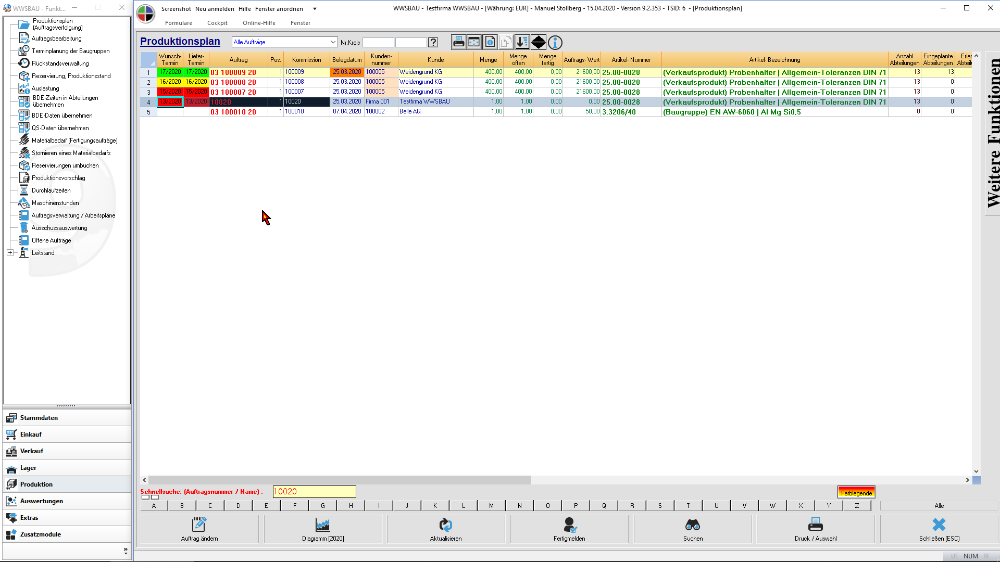 WWSBAU - Funkt...
Produktionsplan
(Auftragsverfolgung)
Auftragsbearbeitung
Terminplanung der Baugruppen
Rückstandsverwaltung
Reservierung, Produktionsstand
Auslastung
BDE-Zeiten in Abteilungen
übernehmen
BDE-Daten übernehmen
QS-Daten übernehmen
Materialbedarf (Fertigungsaufträge)
Stornieren eines Materialbedarfs
Reservierungen umbuchen
Produktionsvorschlag
Durchlaufzeiten
Maschinenstunden
Auftragsverwaltung / Arbeitspläne
Ausschussauswertung
Offene Aufträge
Leitstand
Stammdaten
Einkauf
Verkauf
Lager
Produktion
Auswertungen
Extras
Zusatzmodule
Screenshot Neu anmelden Hilfe Fenster anordnen
WWSBAU - Testfirma WWSBAU - [Währung: EUR] - Manuel Stollberg - 15.04.2020 - Version 9.2.353 - TSID: 6 - [Produktionsplan]
Formulare Cockpit Online-Hilfe Fenster
Produktionsplan Alle Aufträge Nr.Kreis ?
Wunsch-Termin Liefer-Termin Auftrag Pos. Kommission Belegdatum Kunden-nummer Kunde Menge Menge offen Menge fertig Auftrags- Wert Artikel- Nummer Artikel- Bezeichnung Anzahl Abteilungen Eingeplante Abteilungen Erlec Abteilu
1 17/2020 17/2020 03 100009 20 1 100009 25.03.2020 100005 Weidengrund KG 400,00 400,00 0,00 21600,00 25.00-0028 (Verkaufsprodukt) Probenhalter | Allgemein-Toleranzen DIN 71 13 13
2 16/2020 16/2020 03 100008 20 1 100008 25.03.2020 100005 Weidengrund KG 400,00 400,00 0,00 21600,00 25.00-0028 (Verkaufsprodukt) Probenhalter | Allgemein-Toleranzen DIN 71 13 0
3 15/2020 15/2020 03 100007 20 1 100007 25.03.2020 100005 Weidengrund KG 400,00 400,00 0,00 21600,00 25.00-0028 (Verkaufsprodukt) Probenhalter | Allgemein-Toleranzen DIN 71 13 0
4 13/2020 13/2020 10020 1 10020 25.03.2020 Firma 001 Testfirma WWSBAU 1,00 1,00 0,00 0,00 25.00-0028 (Verkaufsprodukt) Probenhalter | Allgemein-Toleranzen DIN 71 13 0
5 03 100010 20 1 100010 07.04.2020 100002 Belle AG 1,00 1,00 0,00 50,00 3.3206/40 (Baugruppe) EN AW-6060 | Al Mg Si0,5 0 0
Weitere Funktionen
Schnellsuche: (Auftragsnummer / Name) : 10020 Farblegende
A B C D E F G H I J K L M N O P Q R S T U V W X Y Z Alle
Auftrag ändern Diagramm [2020] Aktualisieren Fertigmelden Suchen Druck / Auswahl Schließen (ESC)
UF NUM RF